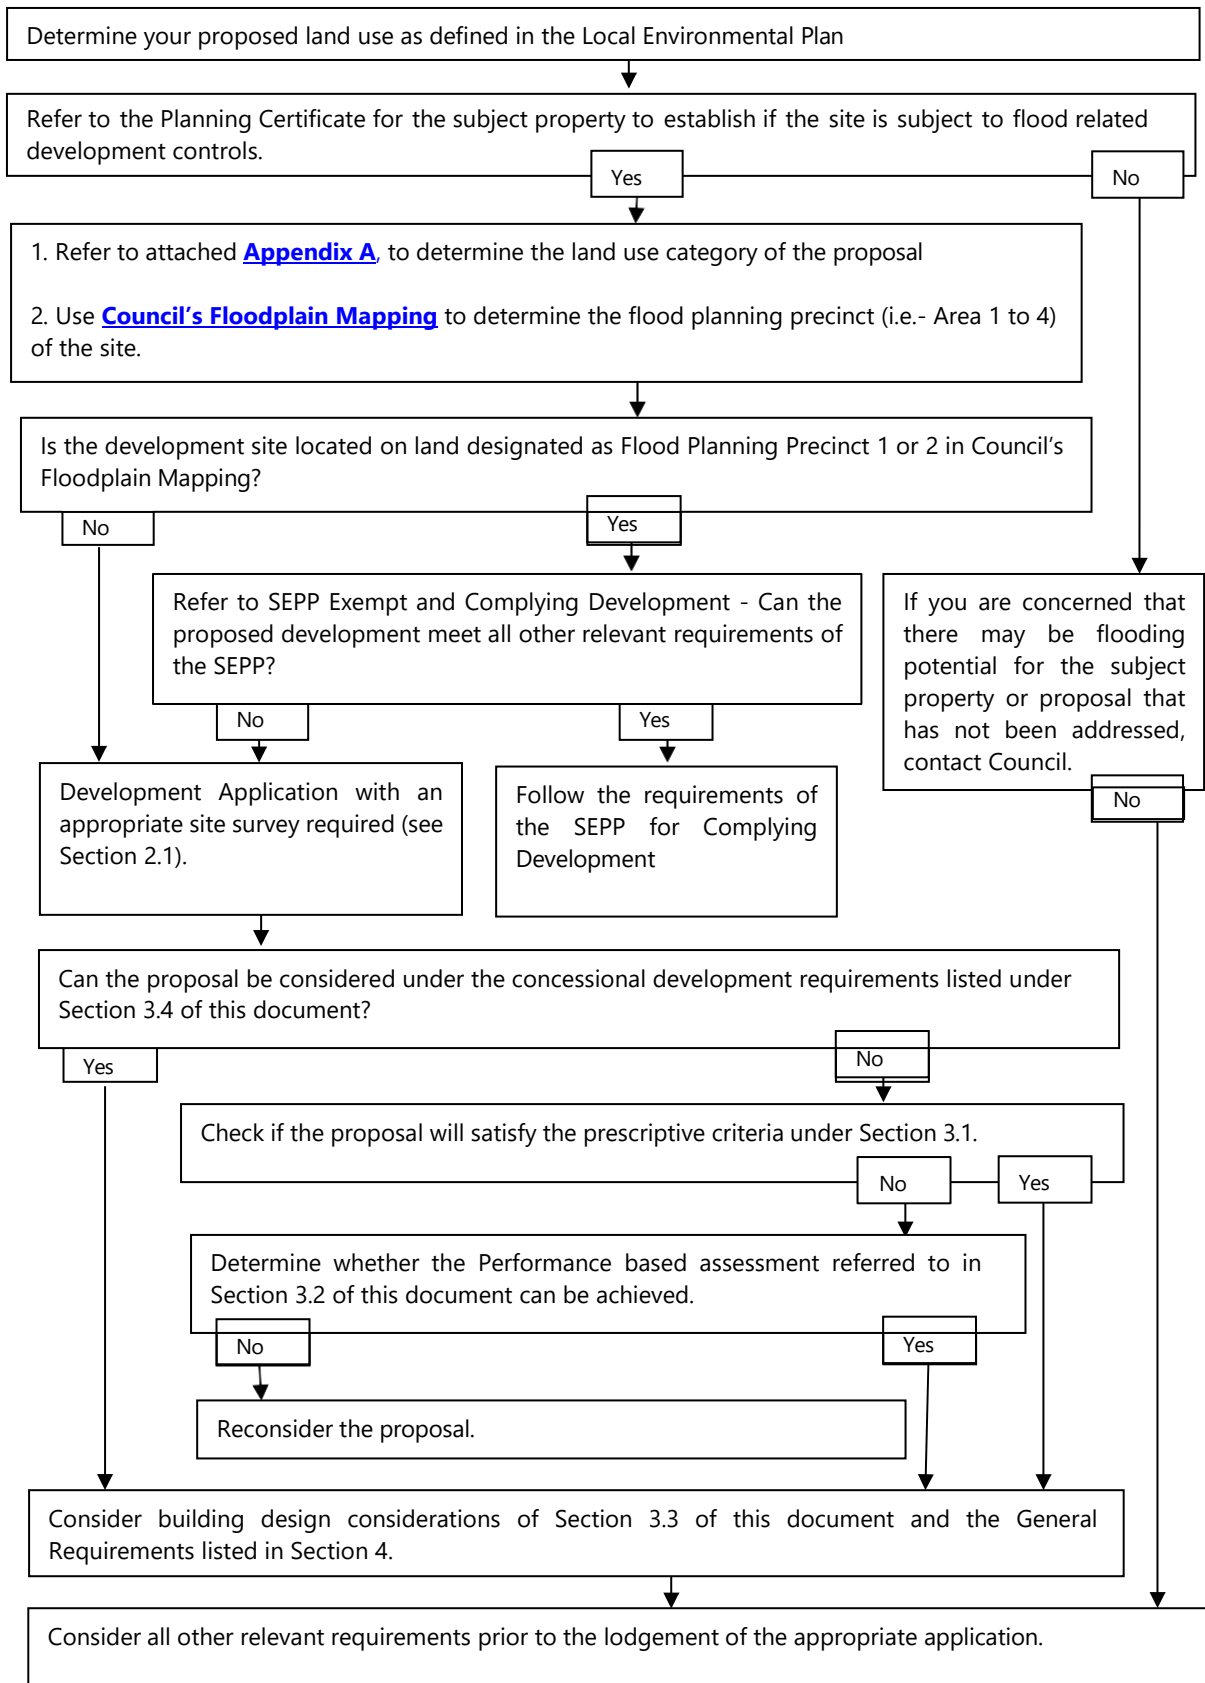 Determine your proposed land use as defined in the Local Environmental Plan
Refer to the Planning Certificate for the subject property to establish if the site is subject to flood related
development controls.
Yes
No
1. Refer to attached Appendix A, to determine the land use category of the proposal
2. Use Council’s Floodplain Mapping to determine the flood planning precinct (i.e.- Area 1 to 4)
of the site.
Is the development site located on land designated as Flood Planning Precinct 1 or 2 in Council’s
Floodplain Mapping?
No
Yes
Refer to SEPP Exempt and Complying Development - Can the
proposed development meet all other relevant requirements of
the SEPP?
No
Yes
If you are concerned that
there may be flooding
potential for the subject
property or proposal that
has not been addressed,
contact Council.
No
Development Application with an
appropriate site survey required (see
Section 2.1).
Follow the requirements of
the SEPP for Complying
Development
Can the proposal be considered under the concessional development requirements listed under
Section 3.4 of this document?
Yes
No
Check if the proposal will satisfy the prescriptive criteria under Section 3.1.
No
Yes
Determine whether the Performance based assessment referred to in
Section 3.2 of this document can be achieved.
No
Yes
Reconsider the proposal.
Consider building design considerations of Section 3.3 of this document and the General
Requirements listed in Section 4.
Consider all other relevant requirements prior to the lodgement of the appropriate application.